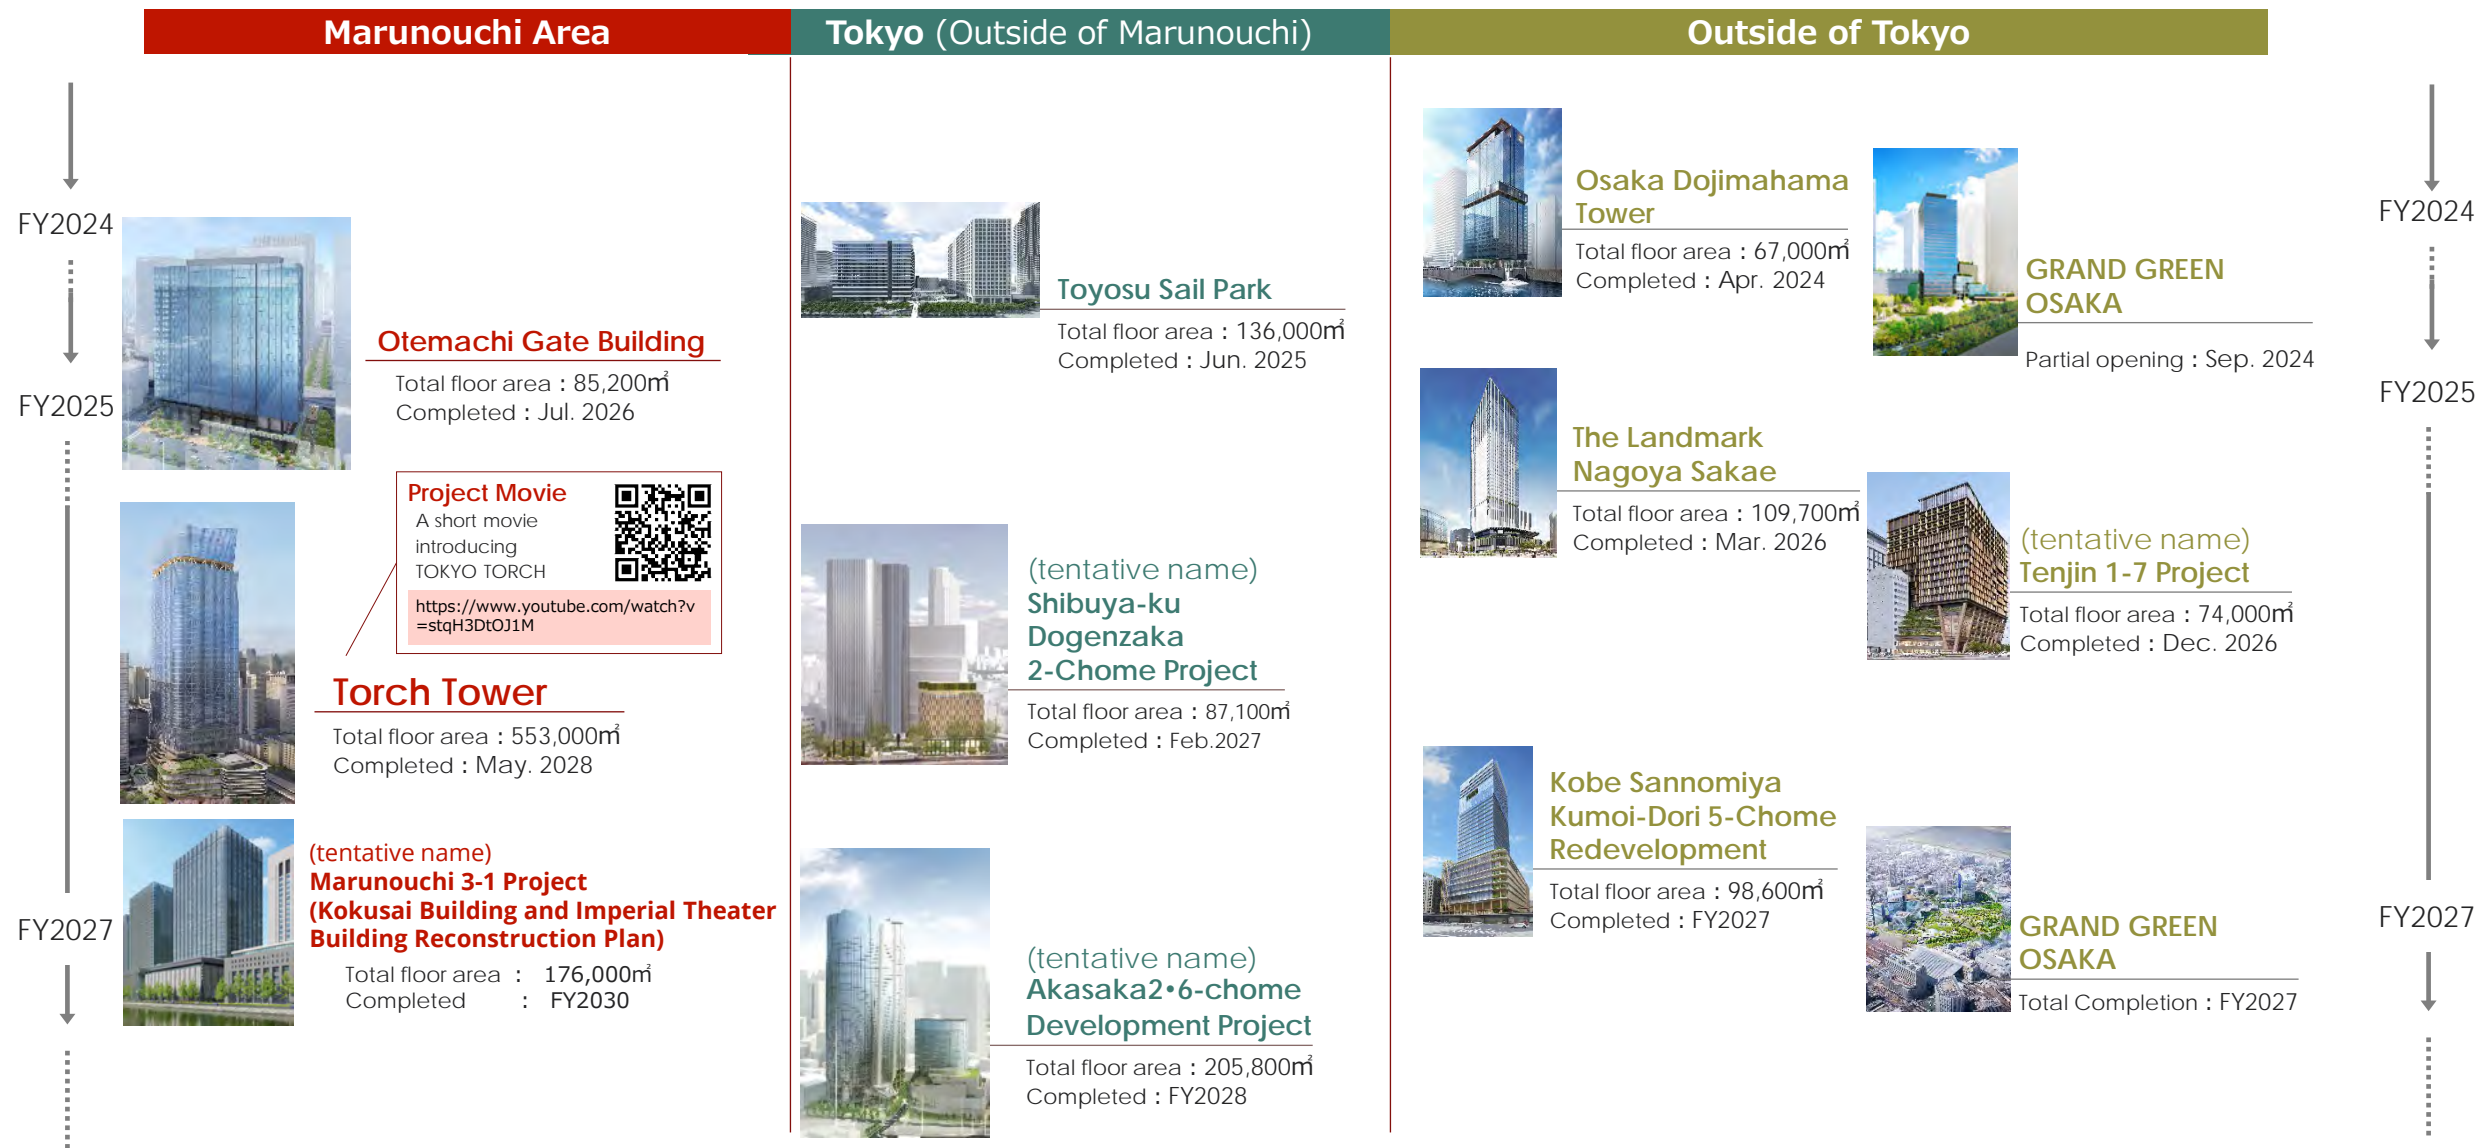 Marunouchi Area
Tokyo (Outside of Marunouchi)
Outside of Tokyo
FY2024
FY2025
FY2027
Otemachi Gate Building
Total floor area : 85,200㎡
Completed : Jul. 2026
Project Movie
A short movie
introducing
TOKYO TORCH
https://www.youtube.com/watch?v
=stqH3DtOJ1M
Torch Tower
Total floor area : 553,000㎡
Completed : May. 2028
(tentative name)
Marunouchi 3-1 Project
(Kokusai Building and Imperial Theater
Building Reconstruction Plan)
Total floor area : 176,000㎡
Completed : FY2030
Toyosu Sail Park
Total floor area : 136,000㎡
Completed : Jun. 2025
(tentative name)
Shibuya-ku
Dogenzaka
2-Chome Project
Total floor area : 87,100㎡
Completed : Feb.2027
(tentative name)
Akasaka2・6-chome
Development Project
Total floor area : 205,800㎡
Completed : FY2028
Osaka Dojimahama
Tower
Total floor area : 67,000㎡
Completed : Apr. 2024
GRAND GREEN
OSAKA
Partial opening : Sep. 2024
The Landmark
Nagoya Sakae
Total floor area : 109,700㎡
Completed : Mar. 2026
(tentative name)
Tenjin 1-7 Project
Total floor area : 74,000㎡
Completed : Dec. 2026
Kobe Sannomiya
Kumoi-Dori 5-Chome
Redevelopment
Total floor area : 98,600㎡
Completed : FY2027
GRAND GREEN
OSAKA
Total Completion : FY2027
FY2024
FY2025
FY2027